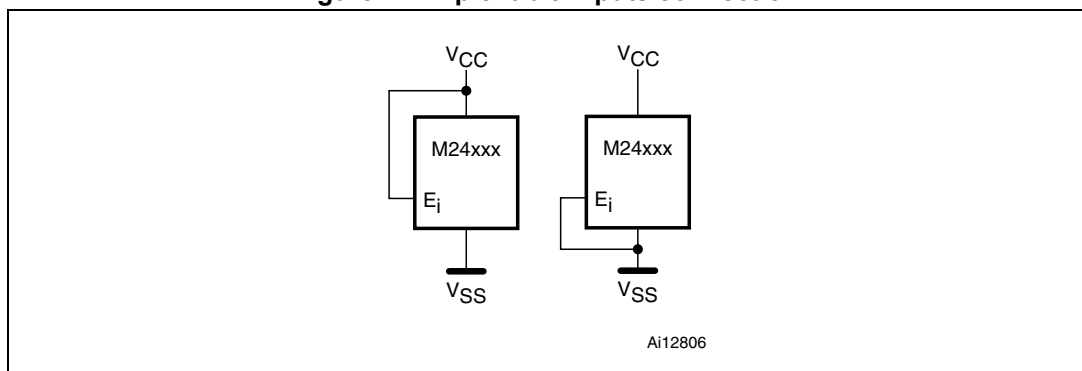 VCC VCC
M24xxx M24xxx
Ei Ei
VSS VSS
Ai12806